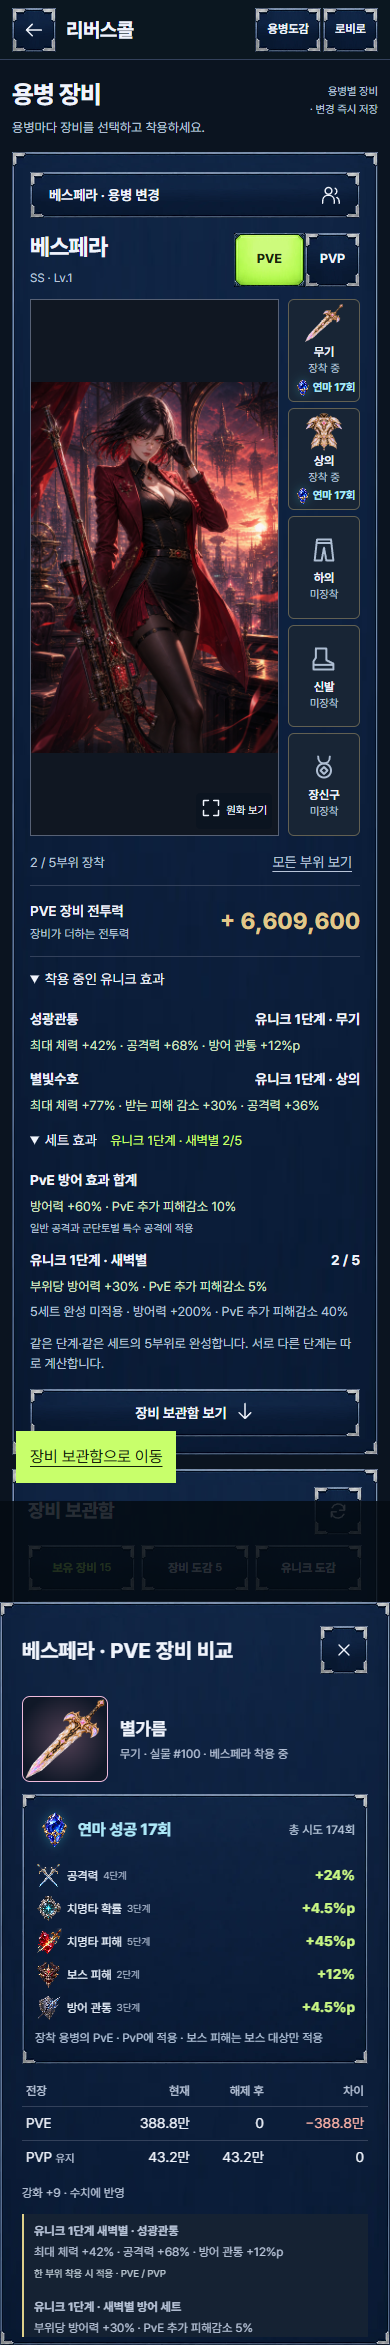 리버스콜
용병도감
로비로
용병 장비
용병별 장비
· 변경 즉시 저장
용병마다 장비를 선택하고 착용하세요.
베스페라 · 용병 변경
베스페라
SS · Lv.1
PVE
PVP
무기
장착 중
연마 17회
상의
장착 중
연마 17회
하의
미장착
신발
미장착
장신구
미장착
원화 보기
2 / 5부위 장착
모든 부위 보기
PVE 장비 전투력
장비가 더하는 전투력
+ 6,609,600
▼ 착용 중인 유니크 효과
성광관통
유니크 1단계 · 무기
최대 체력 +42% · 공격력 +68% · 방어 관통 +12%p
별빛수호
유니크 1단계 · 상의
최대 체력 +77% · 받는 피해 감소 +30% · 공격력 +36%
▼ 세트 효과 유니크 1단계 · 새벽별 2/5
PvE 방어 효과 합계
방어력 +60% · PvE 추가 피해감소 10%
일반 공격과 군단토벌 특수 공격에 적용
유니크 1단계 · 새벽별
2 / 5
부위당 방어력 +30% · PvE 추가 피해감소 5%
5세트 완성 미적용 · 방어력 +200% · PvE 추가 피해감소 40%
같은 단계·같은 세트의 5부위로 완성합니다. 서로 다른 단계는 따
로 계산합니다.
장비 보관함 보기 ↓
장비 보관함으로 이동
장비 보관함
보유 장비 15
장비 도감 5
유니크 도감
베스페라 · PVE 장비 비교
별가름
무기 · 실물 #100 · 베스페라 착용 중
연마 성공 17회
총 시도 174회
공격력 4단계
+24%
치명타 확률 3단계
+4.5%p
치명타 피해 5단계
+45%p
보스 피해 2단계
+12%
방어 관통 3단계
+4.5%p
장착 용병의 PvE · PvP에 적용 · 보스 피해는 보스 대상만 적용
전장 현재 해제 후 차이
PVE 388.8만 0 −388.8만
PVP 유지 43.2만 43.2만 0
강화 +9 · 수치에 반영
유니크 1단계 새벽별 · 성광관통
최대 체력 +42% · 공격력 +68% · 방어 관통 +12%p
한 부위 착용 시 적용 · PVE / PVP
유니크 1단계 · 새벽별 방어 세트
부위당 방어력 +30% · PvE 추가 피해감소 5%